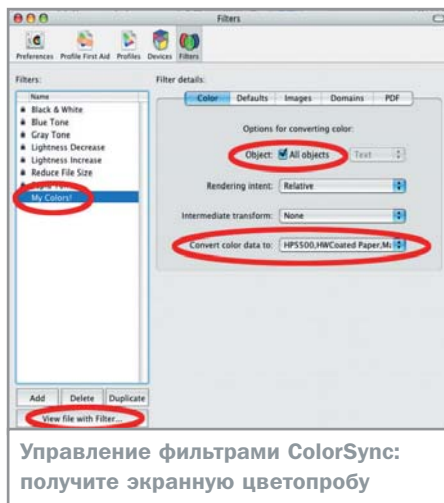 Filters
Preferences Profile First Aid Profiles Devices Filters
Filters:
Name
Black & White
Blue Tone
Gray Tone
Lightness Decrease
Lightness Increase
Reduce File Size
My Colors!
Add Delete Duplicate
View file with Filter...
Filter details:
Color Defaults Images Domains PDF
Options for converting color:
Object: All objects Text
Rendering intent: Relative
Intermediate transform: None
Convert color data to: HP5500,HWCoated Paper,Ma
Управление фильтрами ColorSync:
получите экранную цветопробу